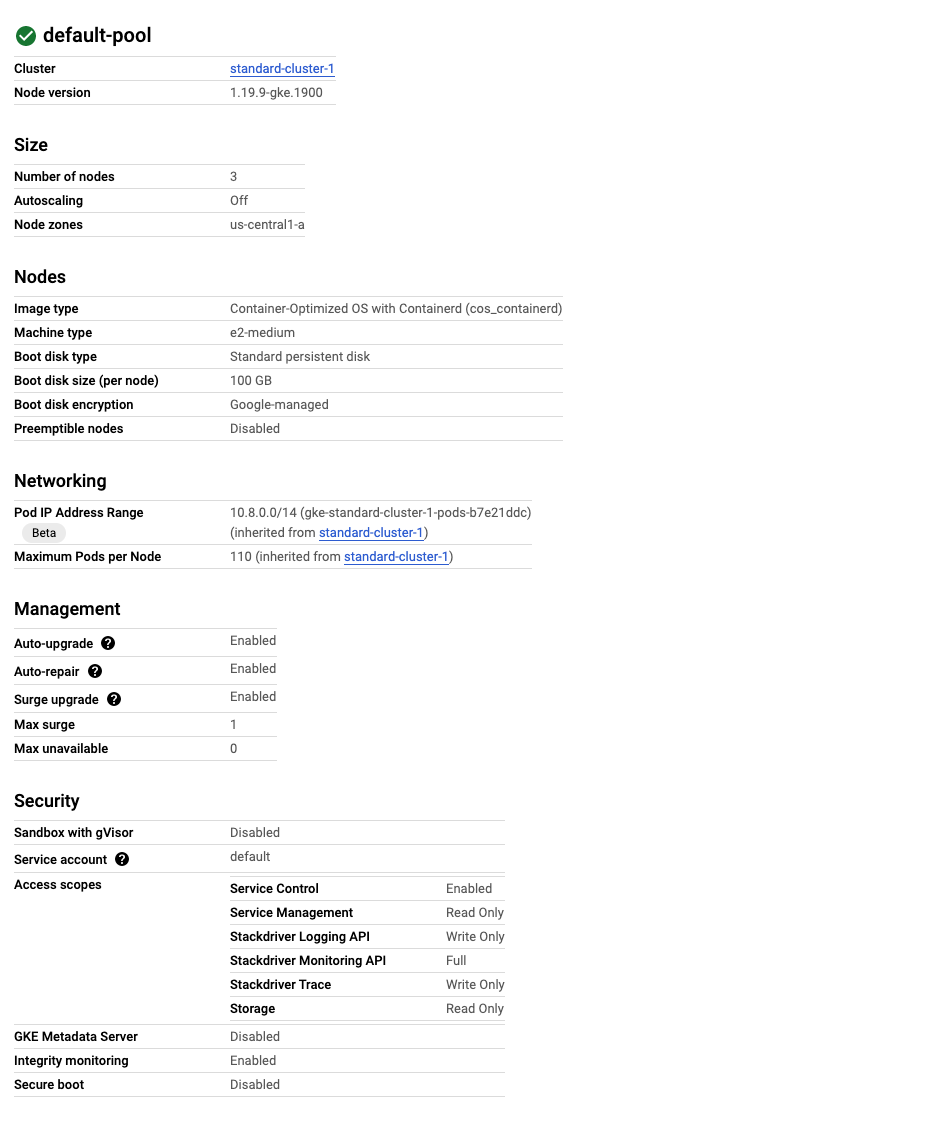 default-pool
Cluster standard-cluster-1
Node version 1.19.9-gke.1900
Size
Number of nodes 3
Autoscaling Off
Node zones us-central1-a
Nodes
Image type Container-Optimized OS with Containerd (cos_containerd)
Machine type e2-medium
Boot disk type Standard persistent disk
Boot disk size (per node) 100 GB
Boot disk encryption Google-managed
Preemptible nodes Disabled
Networking
Pod IP Address Range 10.8.0.0/14 (gke-standard-cluster-1-pods-b7e21ddc)
Beta (inherited from standard-cluster-1)
Maximum Pods per Node 110 (inherited from standard-cluster-1)
Management
Auto-upgrade ? Enabled
Auto-repair ? Enabled
Surge upgrade ? Enabled
Max surge 1
Max unavailable 0
Security
Sandbox with gVisor Disabled
Service account ? default
Access scopes Service Control Enabled
Service Management Read Only
Stackdriver Logging API Write Only
Stackdriver Monitoring API Full
Stackdriver Trace Write Only
Storage Read Only
GKE Metadata Server Disabled
Integrity monitoring Enabled
Secure boot Disabled